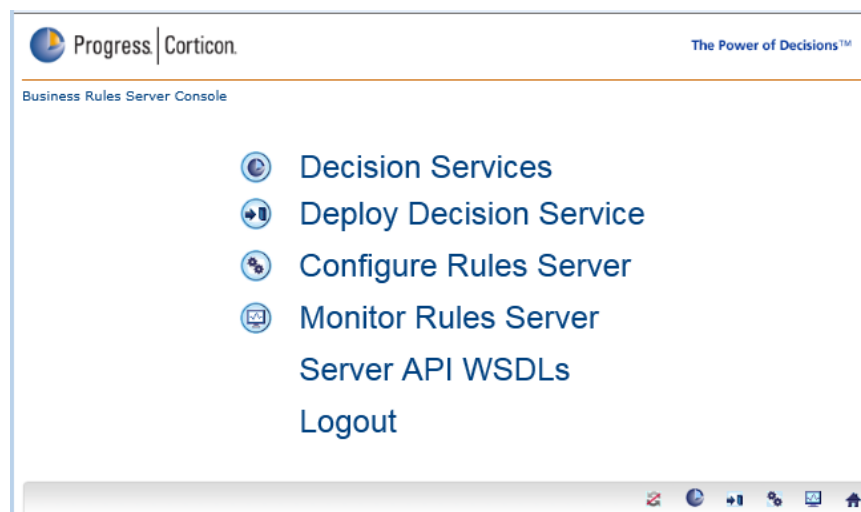 Progress. Corticon.
The Power of Decisions™
Business Rules Server Console
Decision Services
Deploy Decision Service
Configure Rules Server
Monitor Rules Server
Server API WSDLs
Logout